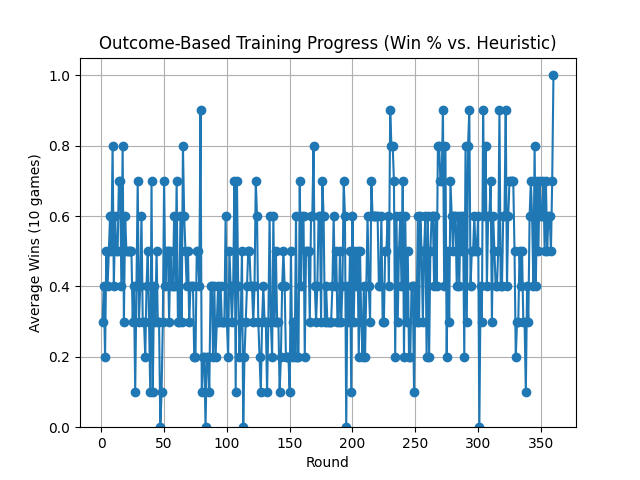 Outcome-Based Training Progress (Win % vs. Heuristic)
1.0
0.8
0.6
0.4
0.2
0.0
Average Wins (10 games)
0 50 100 150 200 250 300 350
Round